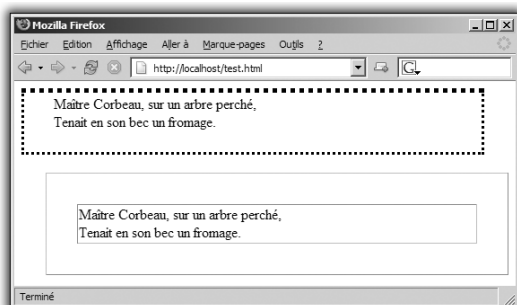 Mozilla Firefox
Fichier Edition Affichage Aller à Marque-pages Outils ?
http://localhost/test.html
G
Maître Corbeau, sur un arbre perché,
Tenait en son bec un fromage.
Maître Corbeau, sur un arbre perché,
Tenait en son bec un fromage.
Terminé